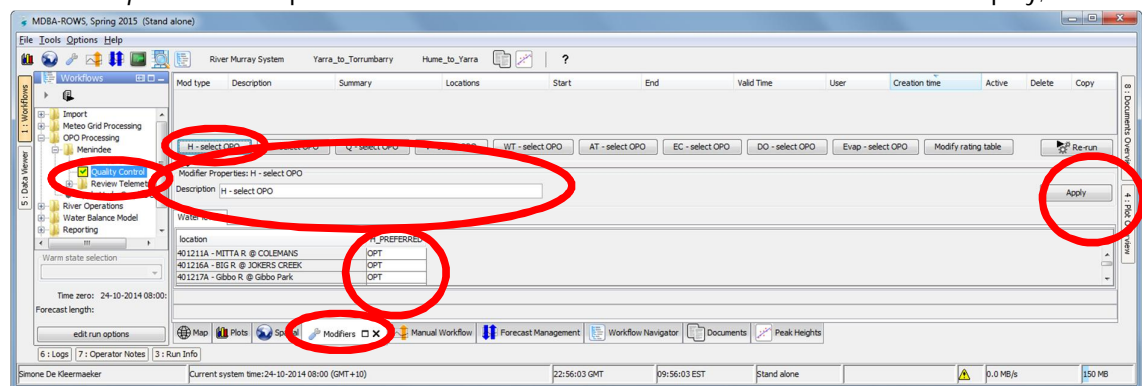 MDBA-ROWS, Spring 2015 (Stand alone)
File Tools Options Help
River Murray System Yarra_to_Torrumbarry Hume_to_Yarra ?
Workflows
Mod type Description Summary Locations Start End Valid Time User Creation time Active Delete Copy
1 : Workflows
5 : Data Viewer
8 : Documents Overview
4 : Plot Overview
Import
Meteo Grid Processing
OPO Processing
Menindee
Quality Control
Review Telemet
River Operations
Water Balance Model
Reporting
H - select OPO
Q - select OPO
WT - select OPO AT - select OPO EC - select OPO DO - select OPO Evap - select OPO Modify rating table Re-run
Modifier Properties: H - select OPO
Description H - select OPO
Apply
location H_PREFERRED
401211A - MITTA R @ COLEMANS OPT
401216A - BIG R @ JOKERS CREEK OPT
401217A - Gibbo R @ Gibbo Park OPT
Warm state selection
Time zero: 24-10-2014 08:00:
Forecast length:
edit run options
Map Plots Spatial Modifiers Manual Workflow Forecast Management Workflow Navigator Documents Peak Heights
6 : Logs 7 : Operator Notes 3 : Run Info
Simone De Kleermaeker Current system time:24-10-2014 08:00 (GMT+10) 22:56:03 GMT 09:56:03 EST Stand alone 0.0 MB/s 150 MB